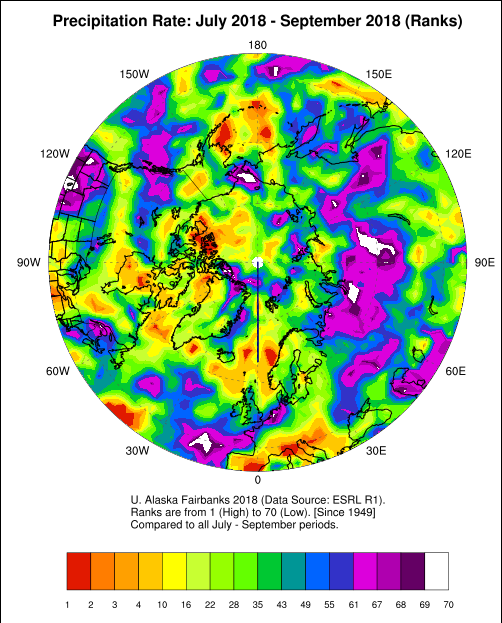 Precipitation Rate: July 2018 - September 2018 (Ranks)
180
150W 150E
120W 120E
90W 90E
60W 60E
30W 30E
0
U. Alaska Fairbanks 2018 (Data Source: ESRL R1).
Ranks are from 1 (High) to 70 (Low). [Since 1949]
Compared to all July - September periods.
1 2 3 4 10 16 22 28 35 43 49 55 61 67 68 69 70